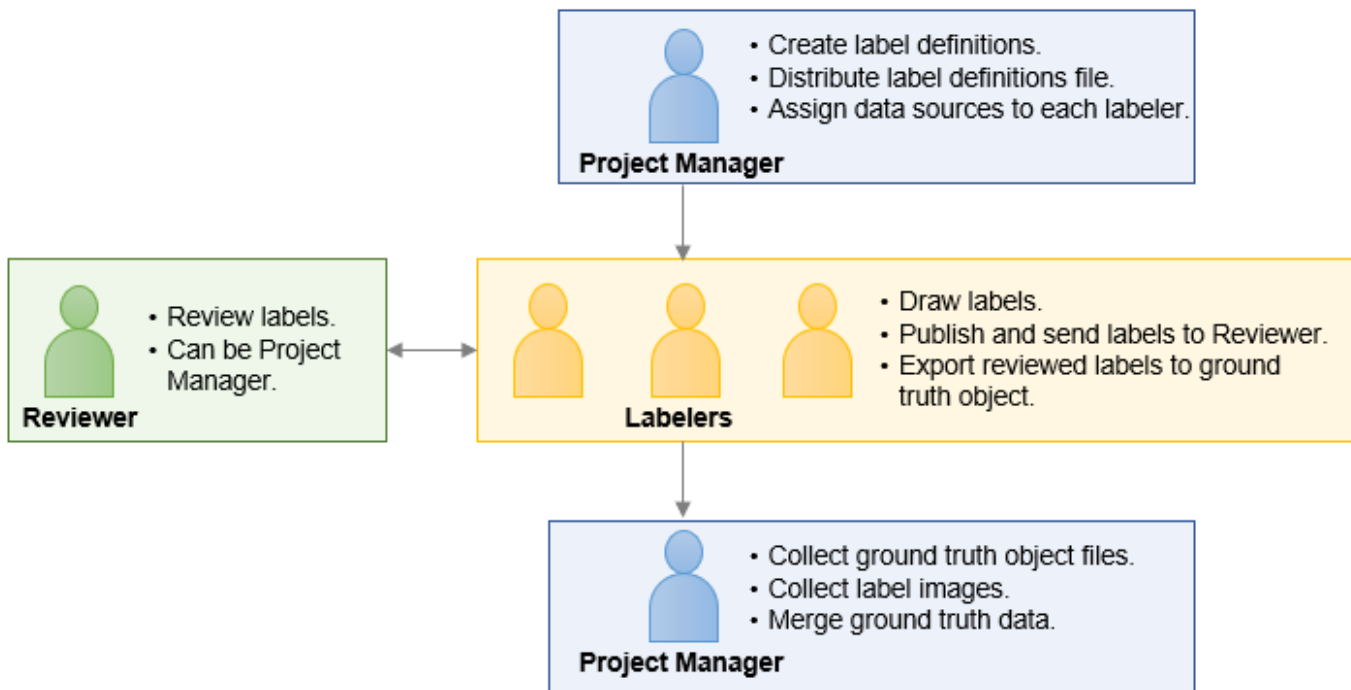 • Create label definitions.
• Distribute label definitions file.
• Assign data sources to each labeler.
Project Manager
• Review labels.
• Can be Project
Manager.
Reviewer
• Draw labels.
• Publish and send labels to Reviewer.
• Export reviewed labels to ground
truth object.
Labelers
• Collect ground truth object files.
• Collect label images.
• Merge ground truth data.
Project Manager